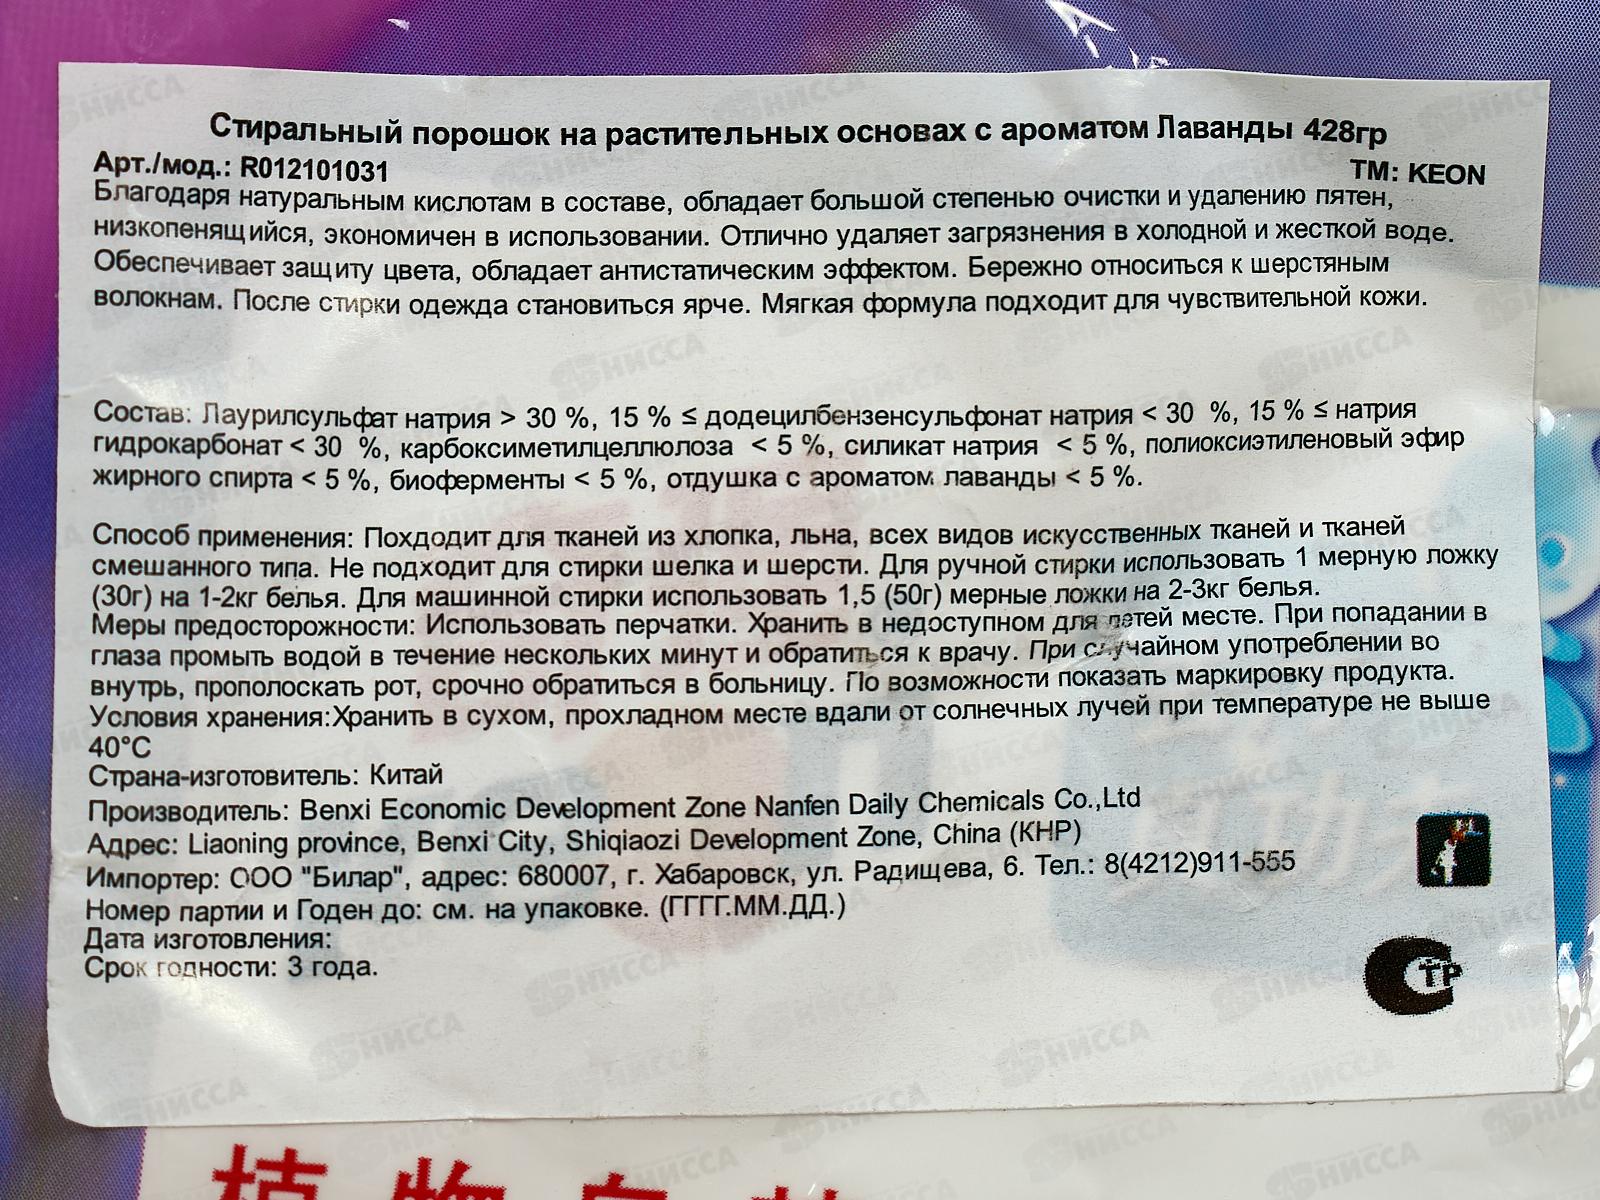 Стиральный порошок на растительных основах с ароматом Лаванды 428гр
Арт./мод.: R012101031 ТМ: KEON
Благодаря натуральным кислотам в составе, обладает большой степенью очистки и удалению пятен,
низкопенящийся, экономичен в использовании. Отлично удаляет загрязнения в холодной и жесткой воде.
Обеспечивает защиту цвета, обладает антистатическим эффектом. Бережно относиться к шерстяным
волокнам. После стирки одежда становиться ярче. Мягкая формула подходит для чувствительной кожи.
Состав: Лаурилсульфат натрия > 30 %, 15 % ≤ додецилбензенсульфонат натрия < 30 %, 15 % ≤ натрия
гидрокарбонат < 30 %, карбоксиметилцеллюлоза < 5 %, силикат натрия < 5 %, полиоксиэтиленовый эфир
жирного спирта < 5 %, биоферменты < 5 %, отдушка с ароматом лаванды < 5 %.
Способ применения: Похдодит для тканей из хлопка, льна, всех видов искусственных тканей и тканей
смешанного типа. Не подходит для стирки шелка и шерсти. Для ручной стирки использовать 1 мерную ложку
(30г) на 1-2кг белья. Для машинной стирки использовать 1,5 (50г) мерные ложки на 2-3кг белья.
Меры предосторожности: Использовать перчатки. Хранить в недоступном для детей месте. При попадании в
глаза промыть водой в течение нескольких минут и обратиться к врачу. При случайном употреблении во
внутрь, прополоскать рот, срочно обратиться в больницу. По возможности показать маркировку продукта.
Условия хранения:Хранить в сухом, прохладном месте вдали от солнечных лучей при температуре не выше
40°С
Страна-изготовитель: Китай
Производитель: Benxi Economic Development Zone Nanfen Daily Chemicals Co.,Ltd
Адрес: Liaoning province, Benxi City, Shiqiaozi Development Zone, China (КНР)
Импортер: ООО "Билар", адрес: 680007, г. Хабаровск, ул. Радищева, 6. Тел.: 8(4212)911-555
Номер партии и Годен до: см. на упаковке. (ГГГГ.ММ.ДД.)
Дата изготовления:
Срок годности: 3 года.
СТР
НИССА
植物